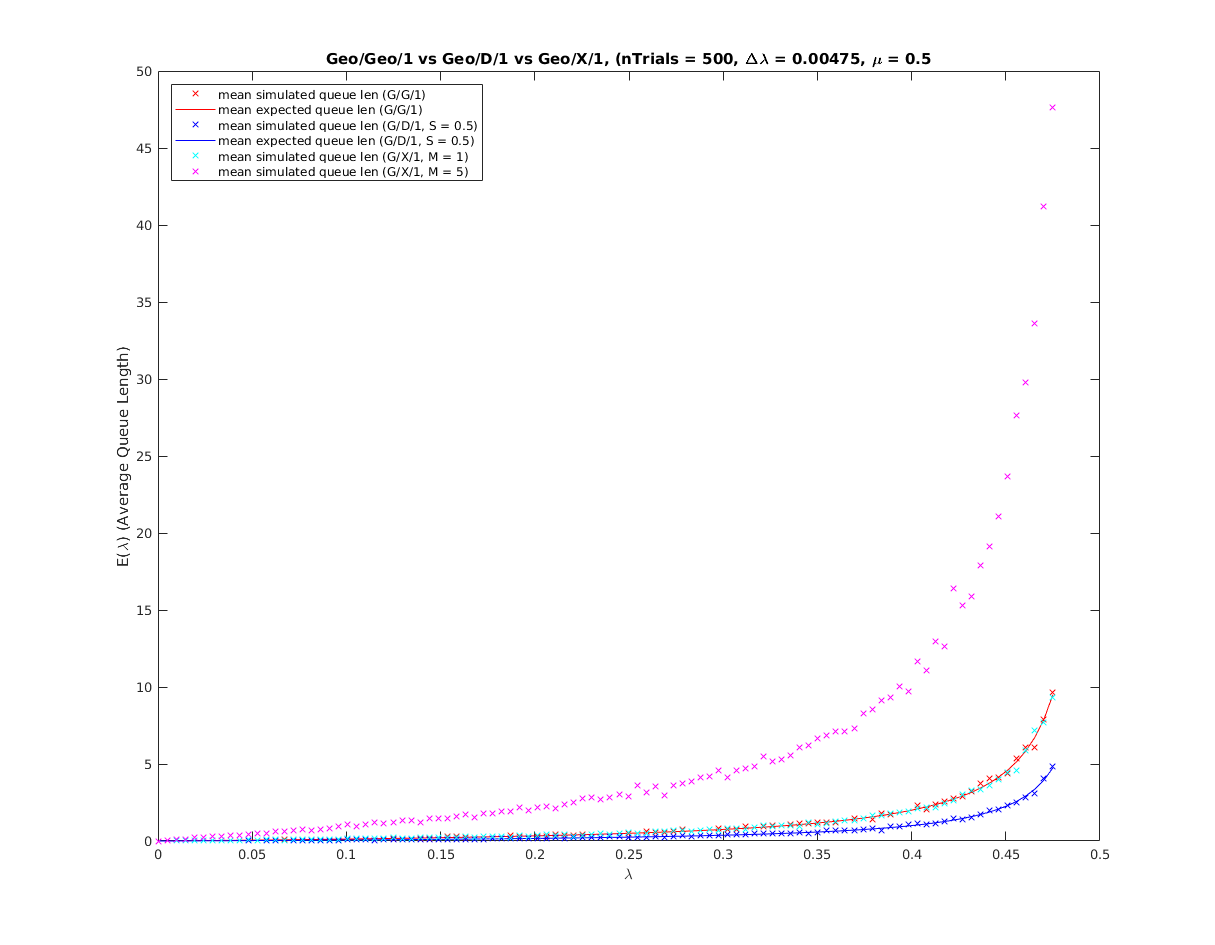 Geo/Geo/1 vs Geo/D/1 vs Geo/X/1, (nTrials = 500, Δλ = 0.00475, μ = 0.5
mean simulated queue len (G/G/1)
mean expected queue len (G/G/1)
mean simulated queue len (G/D/1, S = 0.5)
mean expected queue len (G/D/1, S = 0.5)
mean simulated queue len (G/X/1, M = 1)
mean simulated queue len (G/X/1, M = 5)
E(λ) (Average Queue Length)
50
45
40
35
30
25
20
15
10
5
0
0 0.05 0.1 0.15 0.2 0.25 0.3 0.35 0.4 0.45 0.5
λ